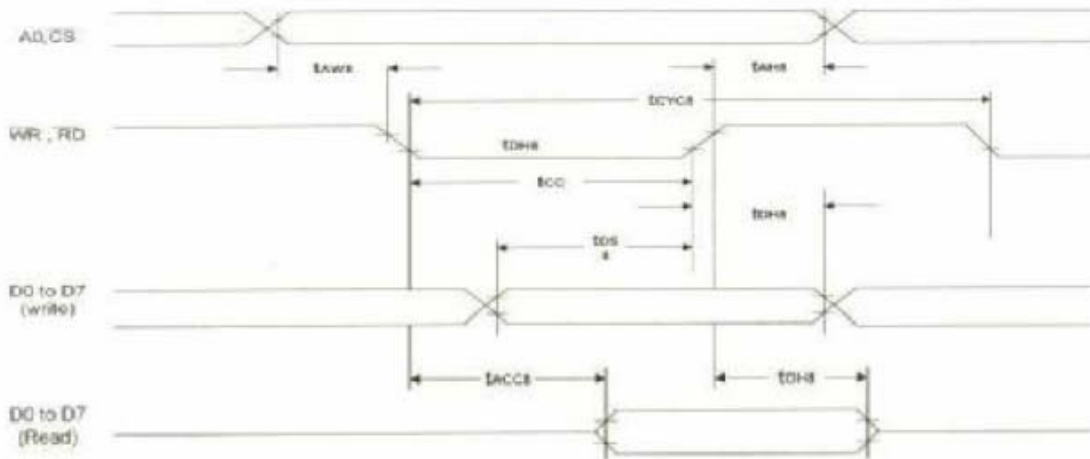 A0, CS
tAW8
tAH8
tCYC8
WR, RD
tDH8
tCC
tDH8
tDS
8
D0 to D7
(write)
tACC8
tOH8
D0 to D7
(Read)